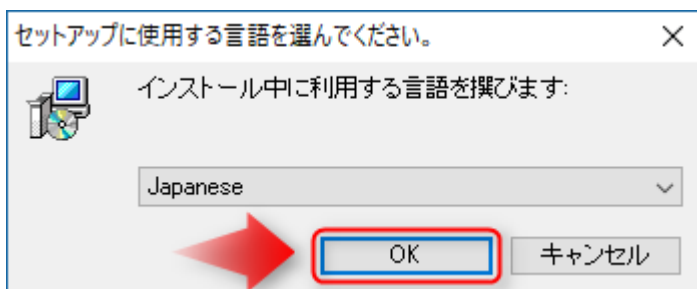 セットアップに使用する言語を選んでください。
インストール中に利用する言語を撰びます:
Japanese
OK
キャンセル